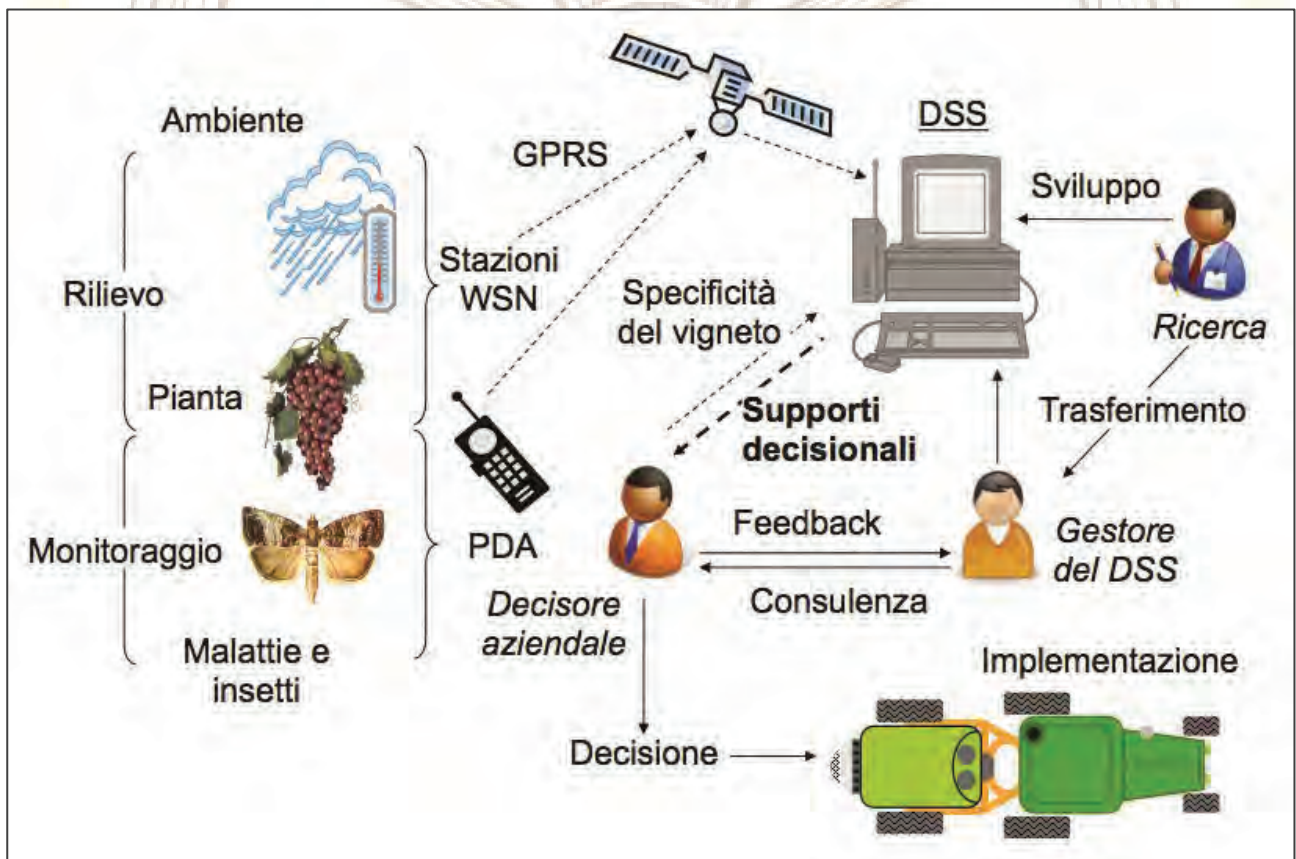 Ambiente
GPRS
DSS
Sviluppo
Rilievo
Stazioni
WSN
Specificità
del vigneto
Ricerca
Pianta
Supporti
decisionali
Trasferimento
Monitoraggio
PDA
Feedback
Gestore
del DSS
Decisore
aziendale
Consulenza
Malattie e
insetti
Implementazione
Decisione